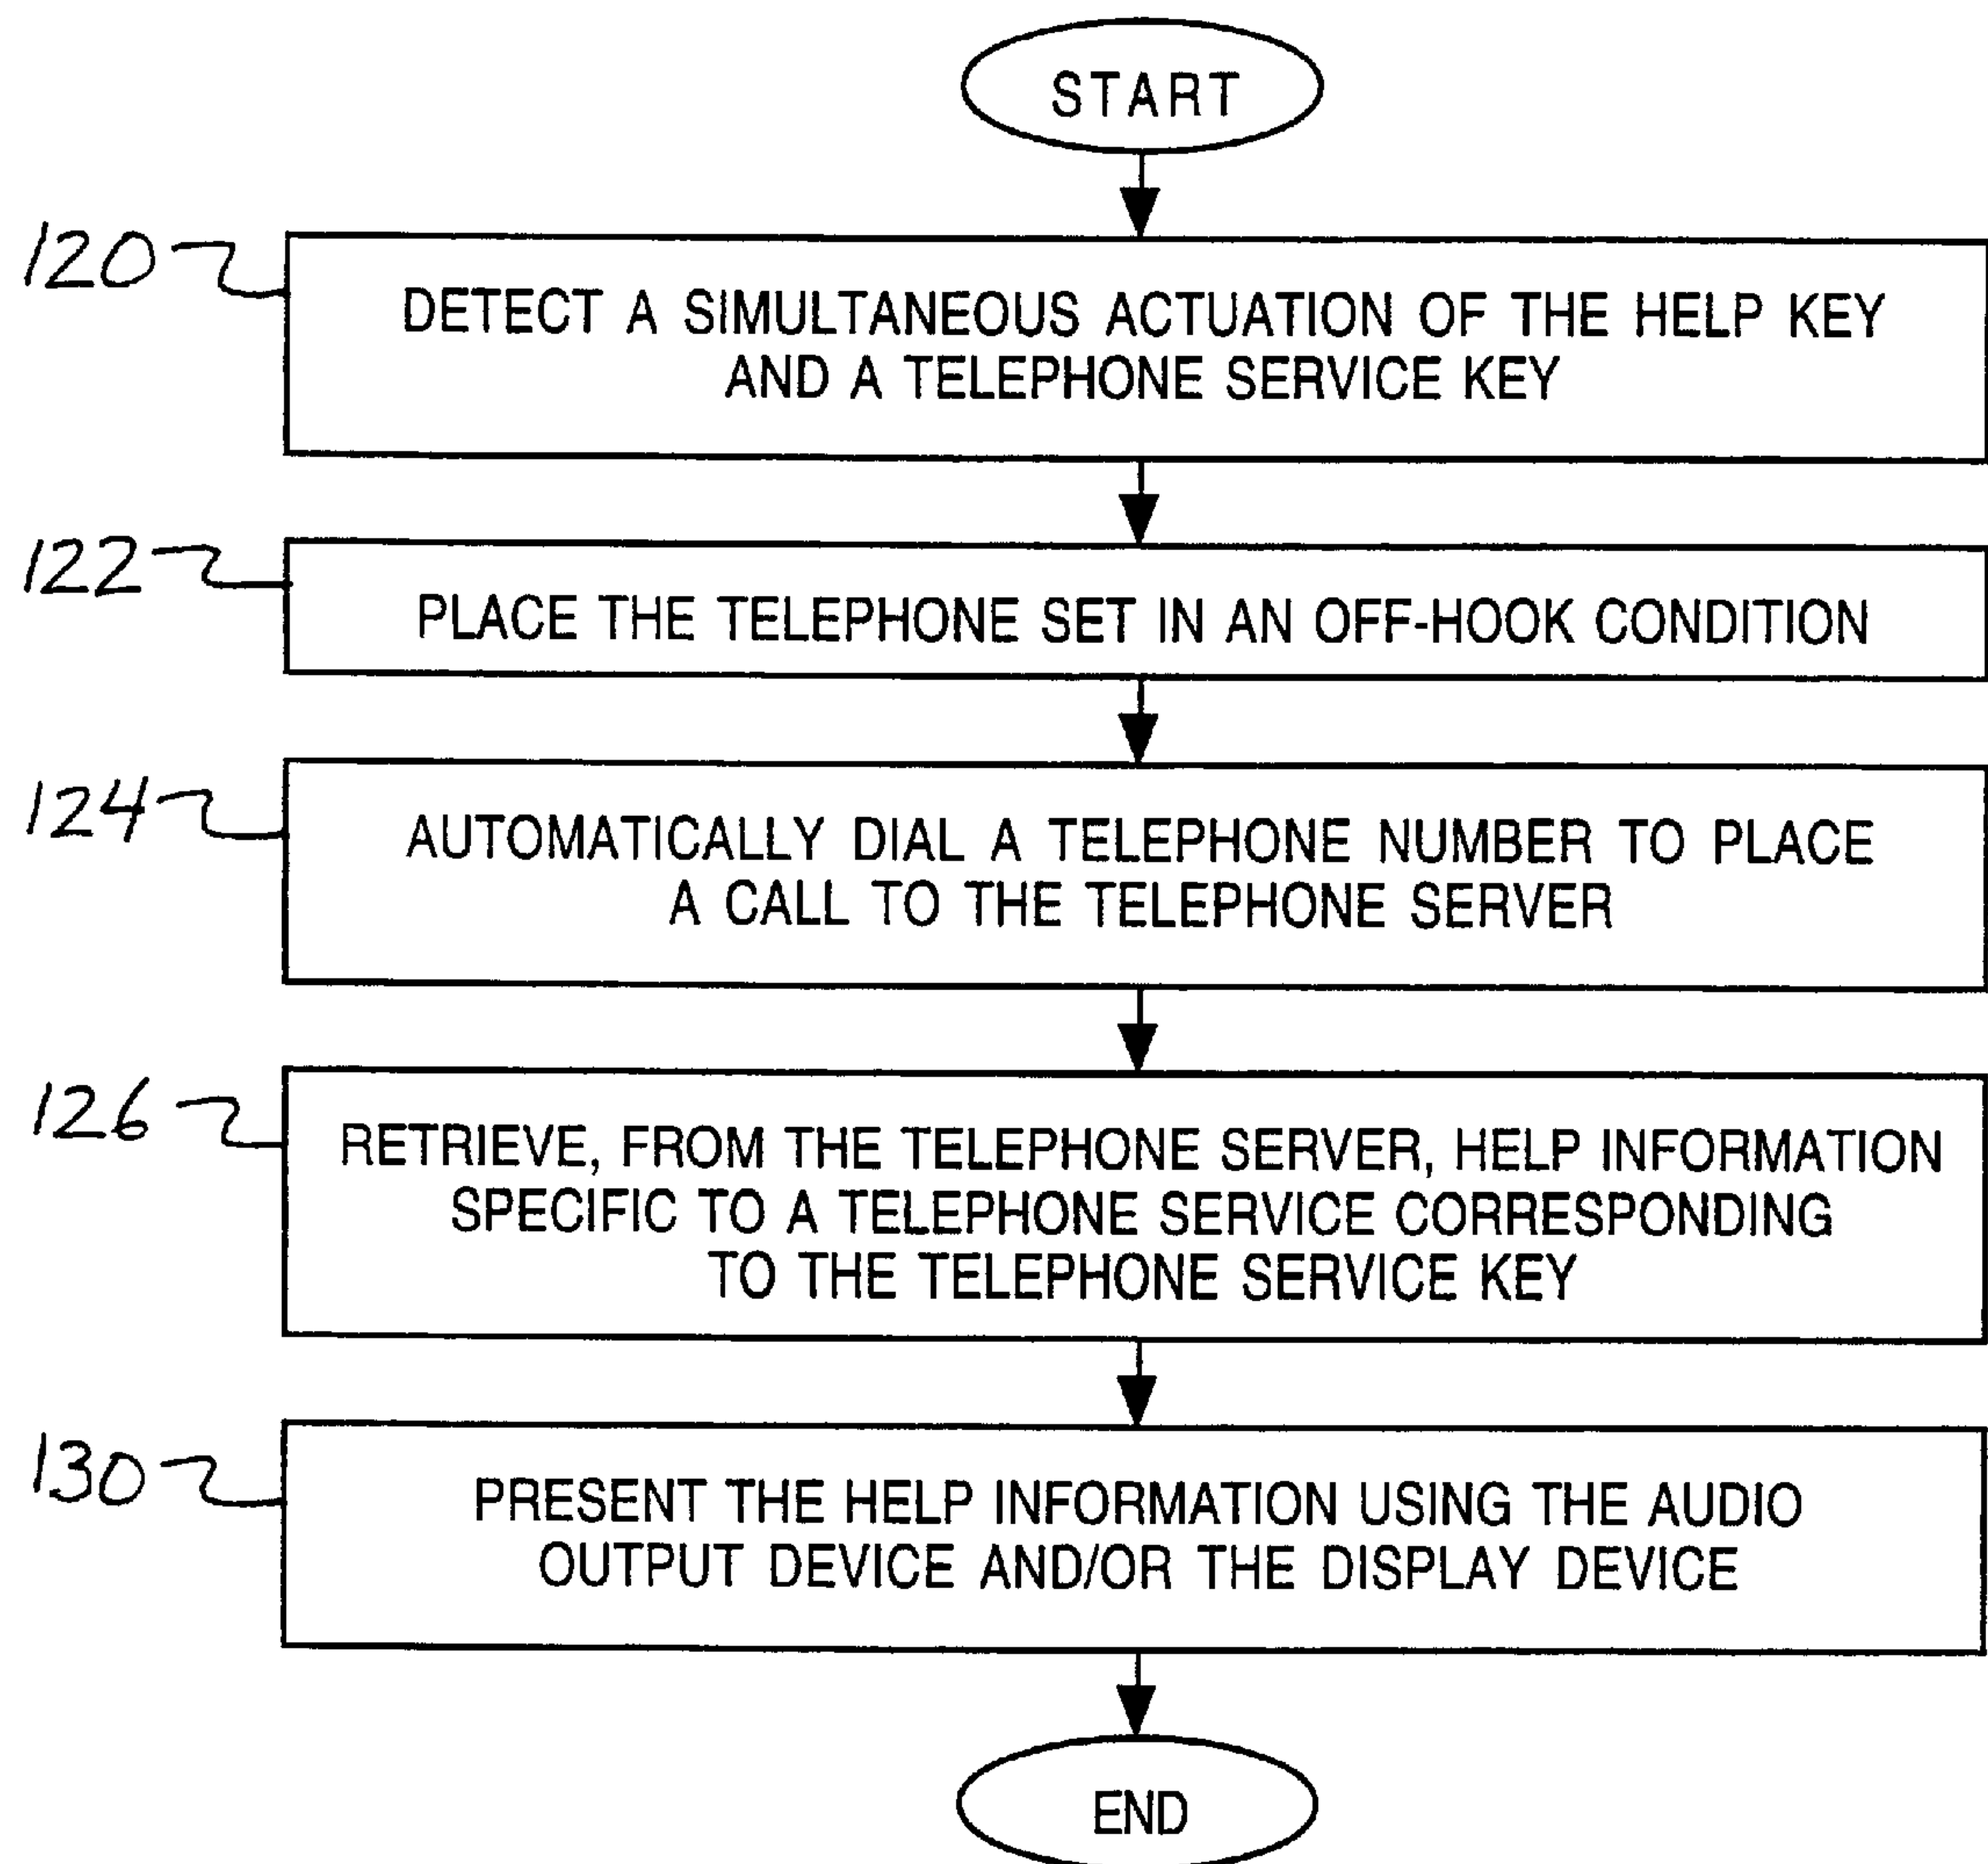 START
120
DETECT A SIMULTANEOUS ACTUATION OF THE HELP KEY
AND A TELEPHONE SERVICE KEY
122
PLACE THE TELEPHONE SET IN AN OFF-HOOK CONDITION
124
AUTOMATICALLY DIAL A TELEPHONE NUMBER TO PLACE
A CALL TO THE TELEPHONE SERVER
126
RETRIEVE, FROM THE TELEPHONE SERVER, HELP INFORMATION
SPECIFIC TO A TELEPHONE SERVICE CORRESPONDING
TO THE TELEPHONE SERVICE KEY
130
PRESENT THE HELP INFORMATION USING THE AUDIO
OUTPUT DEVICE AND/OR THE DISPLAY DEVICE
END